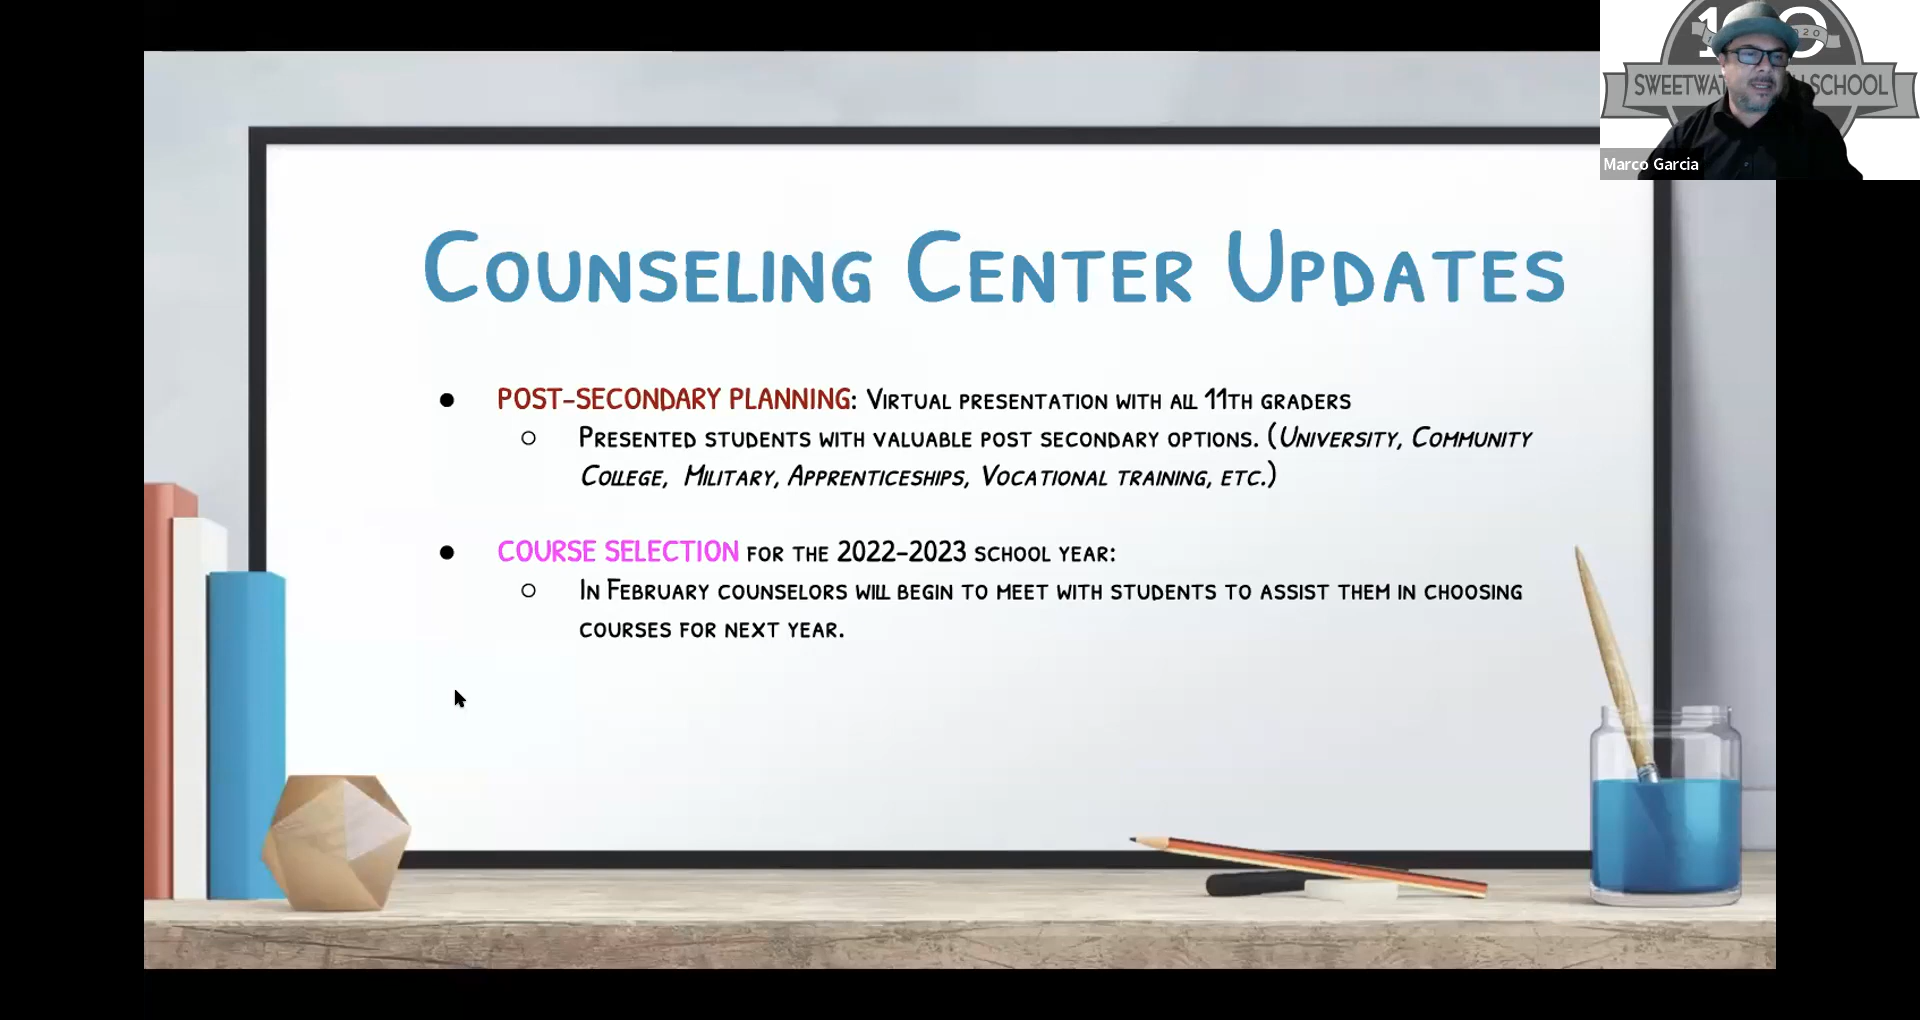 SWEETWAT SCHOOL
Marco Garcia
COUNSELING CENTER UPDATES
● POST-SECONDARY PLANNING: VIRTUAL PRESENTATION WITH ALL 11TH GRADERS
○ PRESENTED STUDENTS WITH VALUABLE POST SECONDARY OPTIONS. (UNIVERSITY, COMMUNITY
COLLEGE, MILITARY, APPRENTICESHIPS, VOCATIONAL TRAINING, ETC.)
● COURSE SELECTION FOR THE 2022-2023 SCHOOL YEAR:
○ IN FEBRUARY COUNSELORS WILL BEGIN TO MEET WITH STUDENTS TO ASSIST THEM IN CHOOSING
COURSES FOR NEXT YEAR.